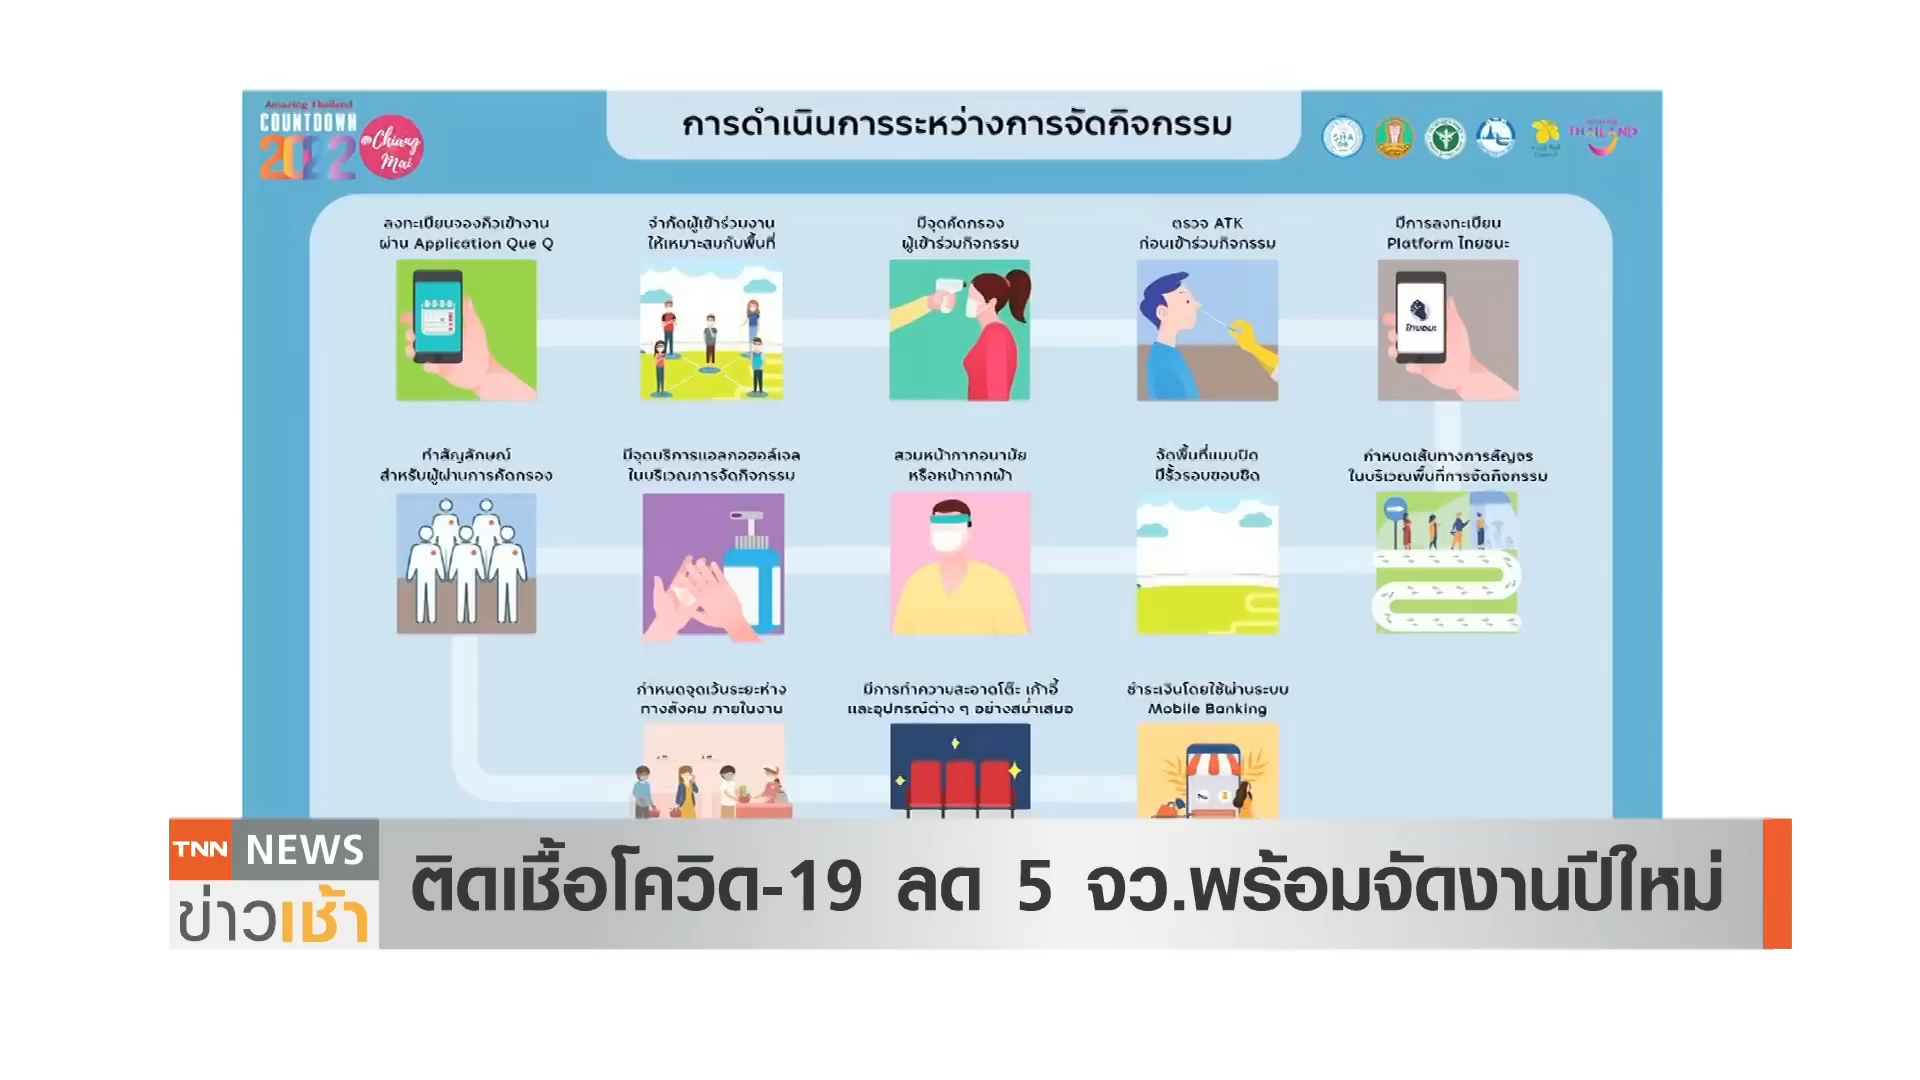 Amazing Thailand
COUNTDOWN
2022
@Chiang
Mai
การดำเนินการระหว่างการจัดกิจกรรม
SHA
THAILAND
ลงทะเบียนจองคิวเข้างาน
ผ่าน Application Que Q
จำกัดผู้เข้าร่วมงาน
ให้เหมาะสมกับพื้นที่
มีจุดคัดกรอง
ผู้เข้าร่วมกิจกรรม
ตรวจ ATK
ก่อนเข้าร่วมกิจกรรม
มีการลงทะเบียน
Platform ไทยชนะ
ไทยชนะ
ทำสัญลักษณ์
สำหรับผู้ผ่านการคัดกรอง
มีจุดบริการแอลกอฮอล์เจล
ในบริเวณการจัดกิจกรรม
สวมหน้ากากอนามัย
หรือหน้ากากผ้า
จัดพื้นที่แบบปิด
มีรั้วรอบขอบชิด
กำหนดเส้นทางการสัญจร
ในบริเวณพื้นที่การจัดกิจกรรม
กำหนดจุดเว้นระยะห่าง
ทางสังคม ภายในงาน
มีการทำความสะอาดโต๊ะ เก้าอี้
และอุปกรณ์ต่าง ๆ อย่างสม่ำเสมอ
ชำระเงินโดยใช้ผ่านระบบ
Mobile Banking
TNN NEWS
ข่าวเช้า
ติดเชื้อโควิด-19 ลด 5 จว.พร้อมจัดงานปีใหม่